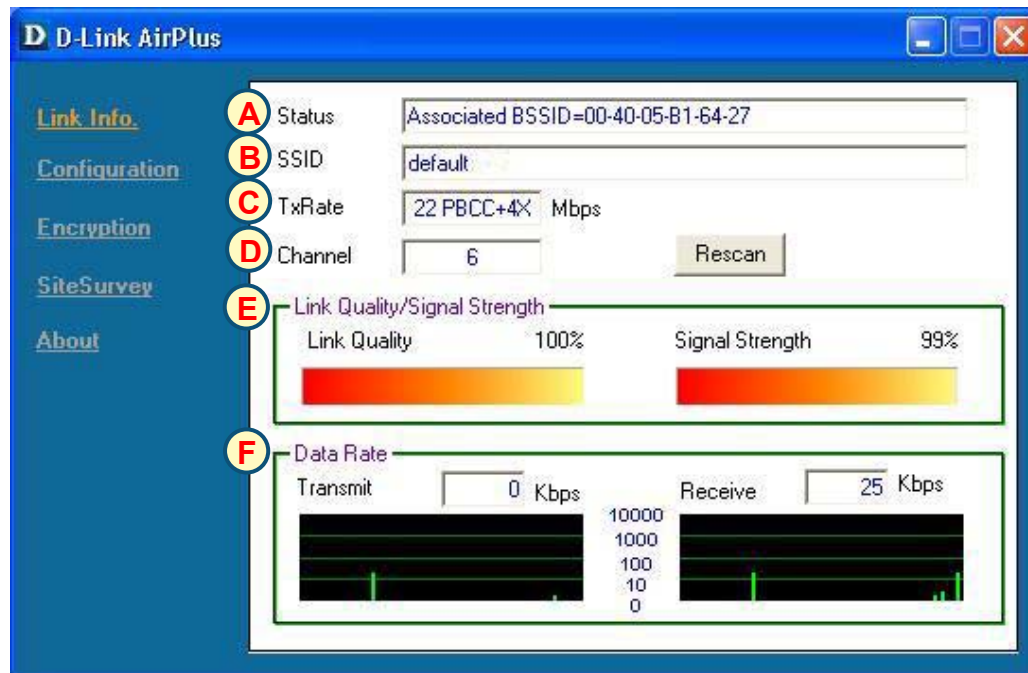 D D-Link AirPlus
Link Info.
Configuration
Encryption
SiteSurvey
About
A Status Associated BSSID=00-40-05-B1-64-27
B SSID default
C TxRate 22 PBCC+4X Mbps
D Channel 6 Rescan
E Link Quality/Signal Strength
Link Quality 100% Signal Strength 99%
F Data Rate
Transmit 0 Kbps Receive 25 Kbps
10000
1000
100
10
0